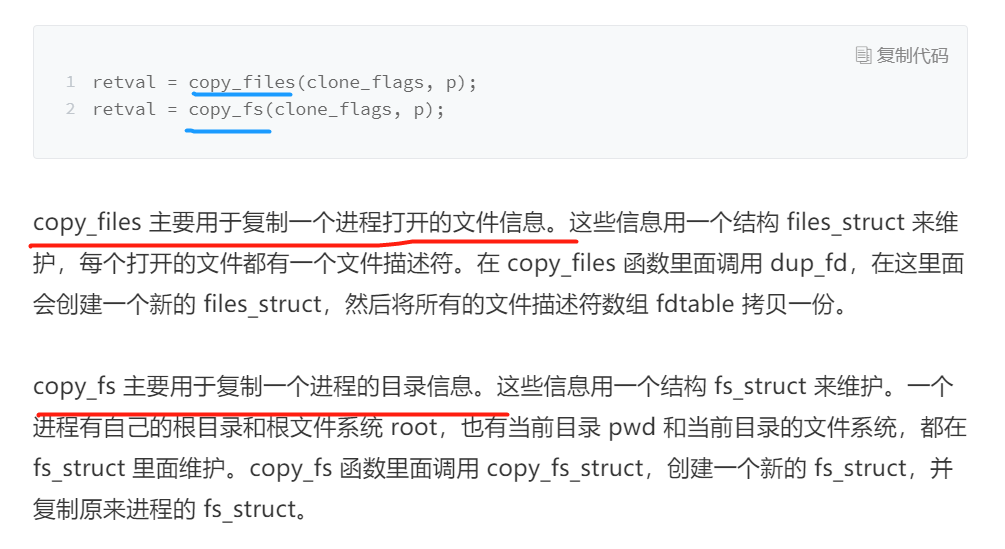 复制代码
1 retval = copy_files(clone_flags, p);
2 retval = copy_fs(clone_flags, p);
copy_files 主要用于复制一个进程打开的文件信息。这些信息用一个结构 files_struct 来维
护，每个打开的文件都有一个文件描述符。在 copy_files 函数里面调用 dup_fd，在这里面
会创建一个新的 files_struct，然后将所有的文件描述符数组 fdtable 拷贝一份。
copy_fs 主要用于复制一个进程的目录信息。这些信息用一个结构 fs_struct 来维护。一个
进程有自己的根目录和根文件系统 root，也有当前目录 pwd 和当前目录的文件系统，都在
fs_struct 里面维护。copy_fs 函数里面调用 copy_fs_struct，创建一个新的 fs_struct，并
复制原来进程的 fs_struct。